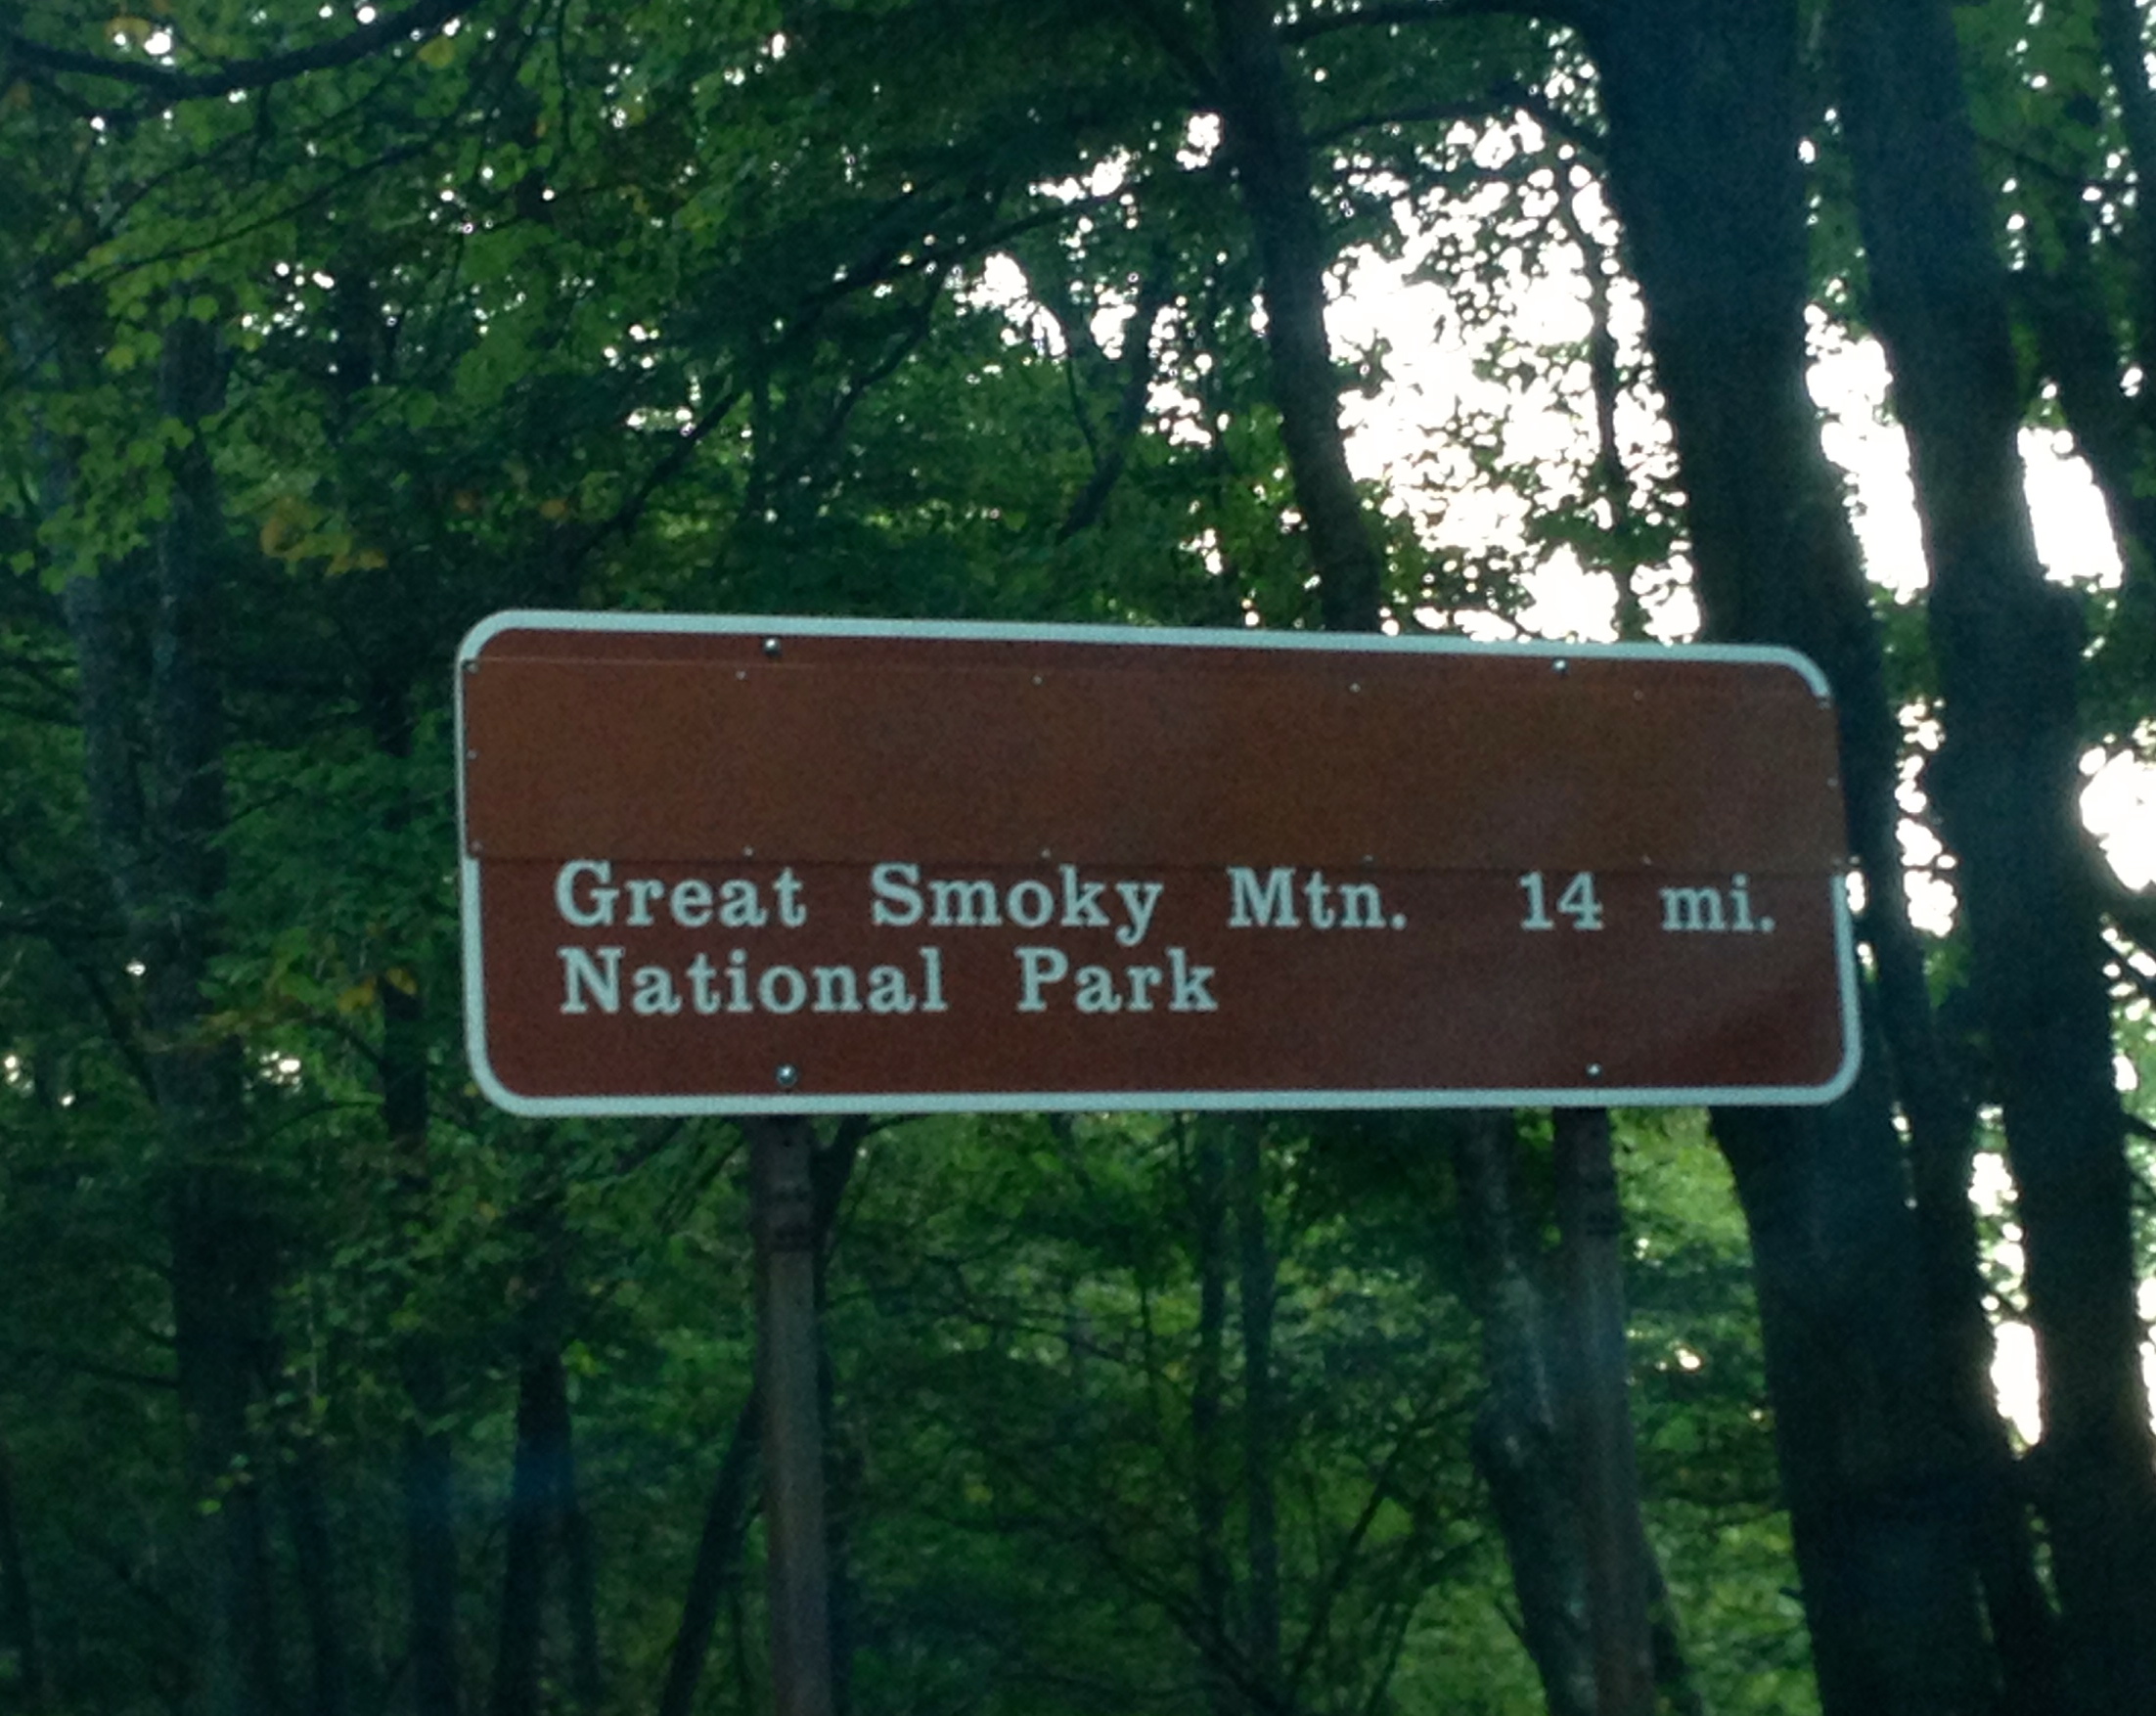 Great Smoky Mtn. 14 mi.
National Park